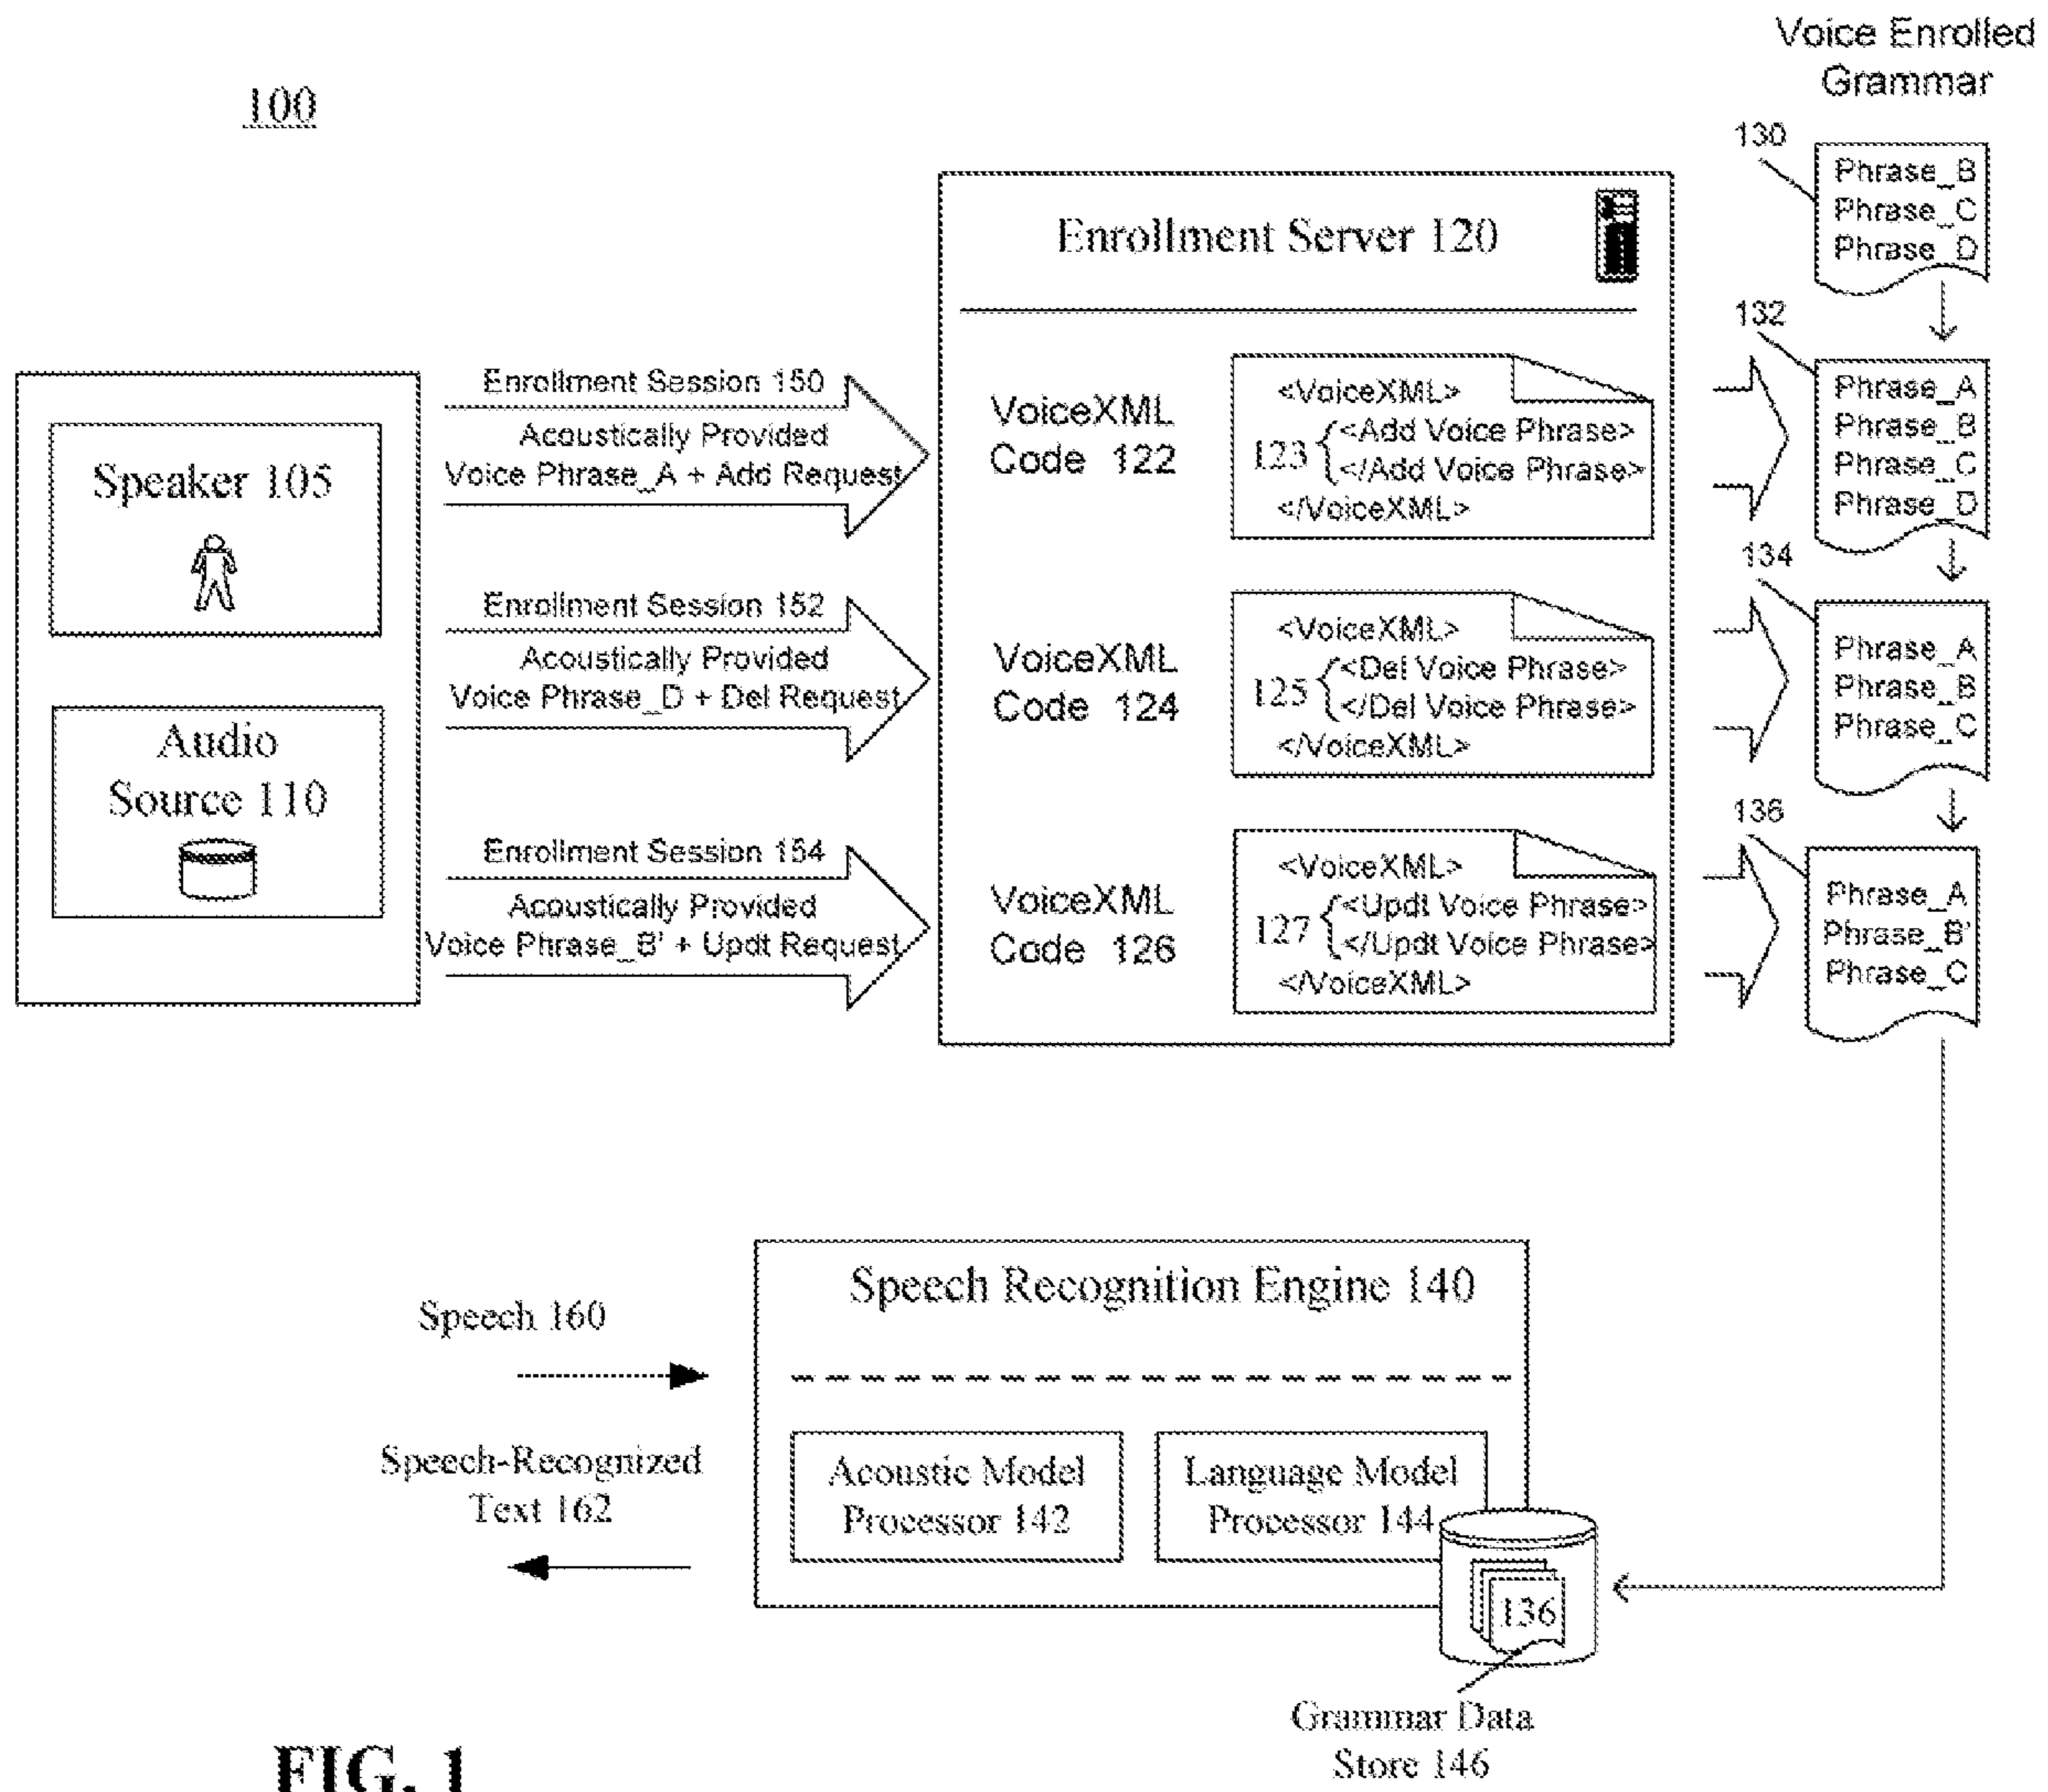 100
Voice Enrolled
Grammar
130
Phrase_B
Phrase_C
Phrase_D
132
Phrase_A
Phrase_B
Phrase_C
Phrase_D
134
Phrase_A
Phrase_B
Phrase_C
136
Phrase_A
Phrase_B'
Phrase_C
Speaker 105
Audio
Source 110
Enrollment Session 150
Acoustically Provided
Voice Phrase_A + Add Request
Enrollment Session 152
Acoustically Provided
Voice Phrase_D + Del Request
Enrollment Session 154
Acoustically Provided
Voice Phrase_B' + Updt Request
Enrollment Server 120
VoiceXML
Code 122
<VoiceXML>
123 {<Add Voice Phrase>
</Add Voice Phrase>
</VoiceXML>
VoiceXML
Code 124
<VoiceXML>
125 {<Del Voice Phrase>
</Del Voice Phrase>
</VoiceXML>
VoiceXML
Code 126
<VoiceXML>
127 {<Updt Voice Phrase>
</Updt Voice Phrase>
</VoiceXML>
Speech 160
Speech-Recognized
Text 162
Speech Recognition Engine 140
Acoustic Model
Processor 142
Language Model
Processor 144
136
Grammar Data
Store 146
FIG. 1